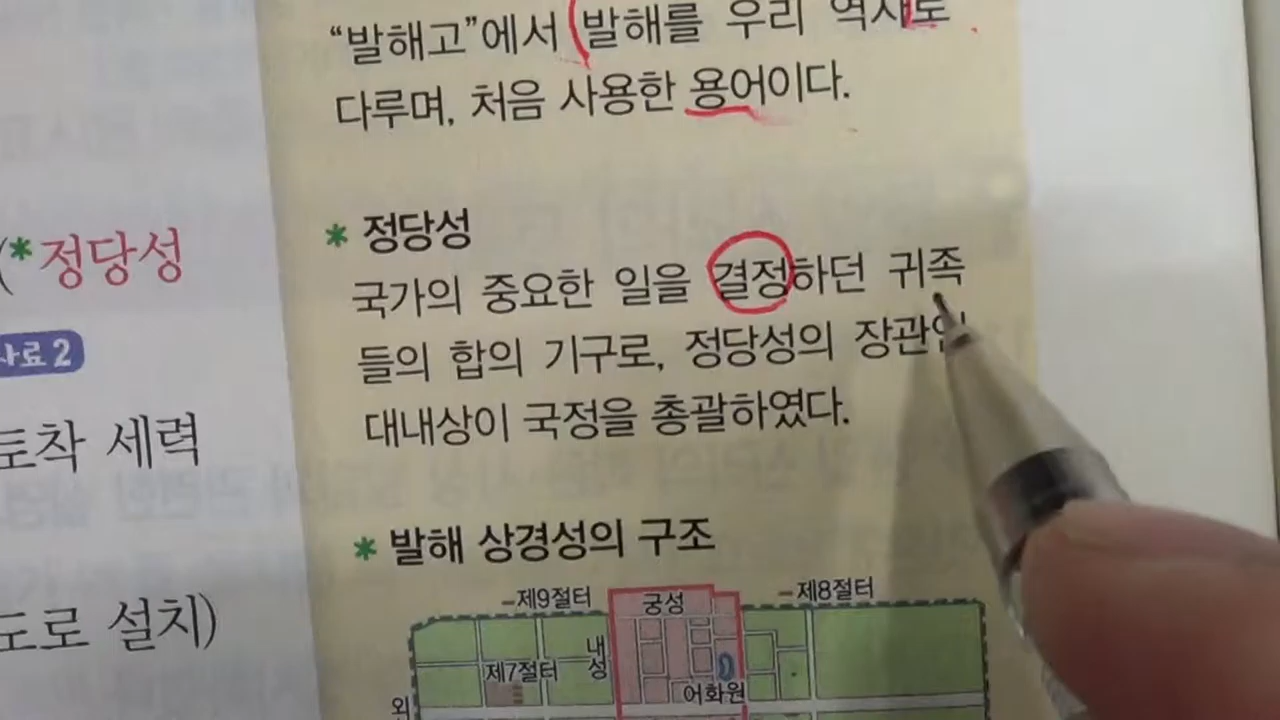 “발해고”에서 발해를 우리 역사로
다루며, 처음 사용한 용어이다.
(*정당성
사료 2
토착 세력
도로 설치)
* 정당성
국가의 중요한 일을 결정하던 귀족
들의 합의 기구로, 정당성의 장관인
대내상이 국정을 총괄하였다.
* 발해 상경성의 구조
제9절터
궁성
제8절터
내성
제7절터
어화원
외